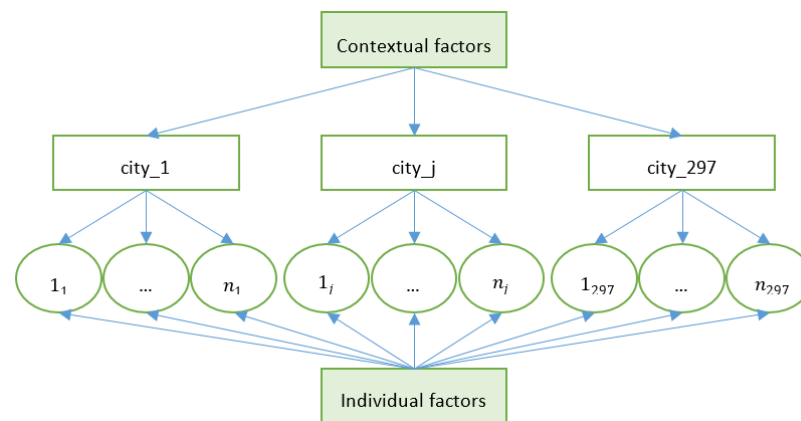 Contextual factors
city_1 city_j city_297
1₁ ... n₁ 1ⱼ ... nⱼ 1₂₉₇ ... n₂₉₇
Individual factors